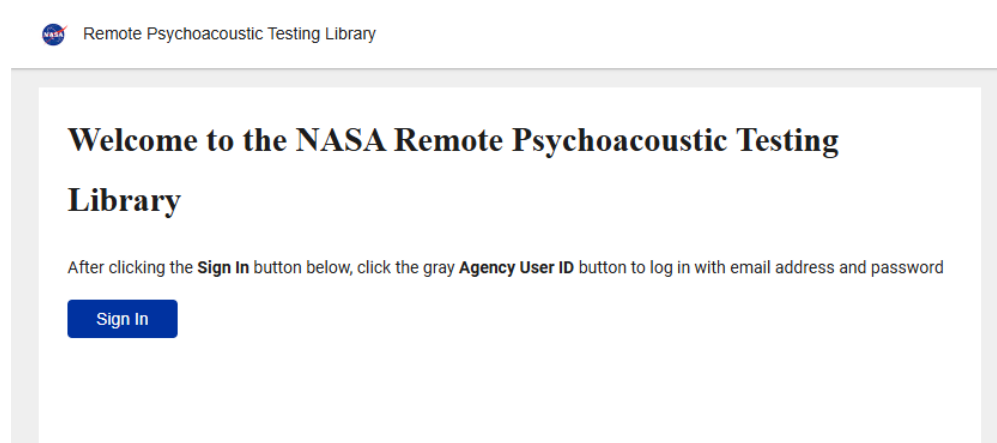 NASA
Remote Psychoacoustic Testing Library
Welcome to the NASA Remote Psychoacoustic Testing
Library
After clicking the Sign In button below, click the gray Agency User ID button to log in with email address and password
Sign In